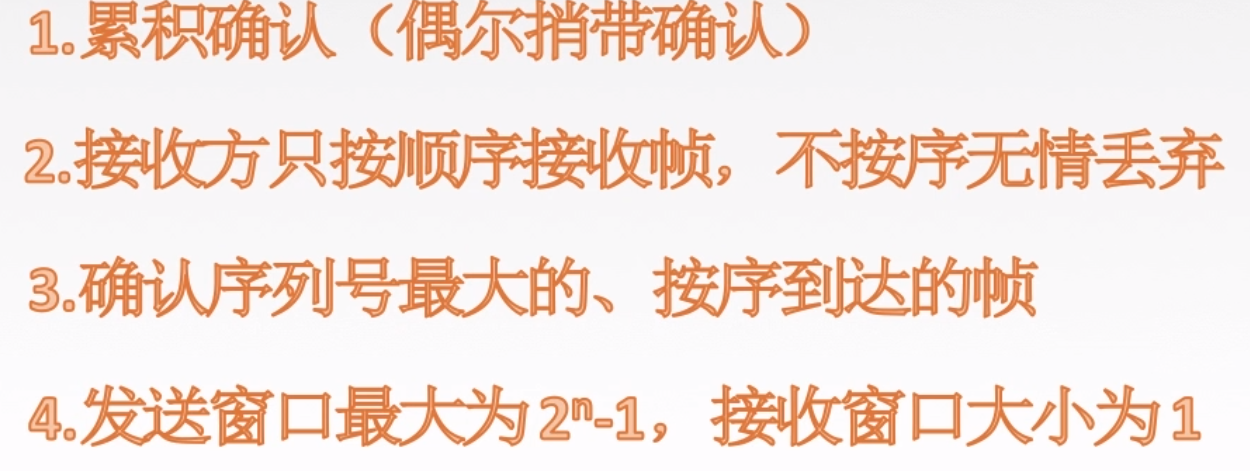 1.累积确认（偶尔捎带确认）
2.接收方只按顺序接收帧，不按序无情丢弃
3.确认序列号最大的、按序到达的帧
4.发送窗口最大为2ⁿ-1，接收窗口大小为1